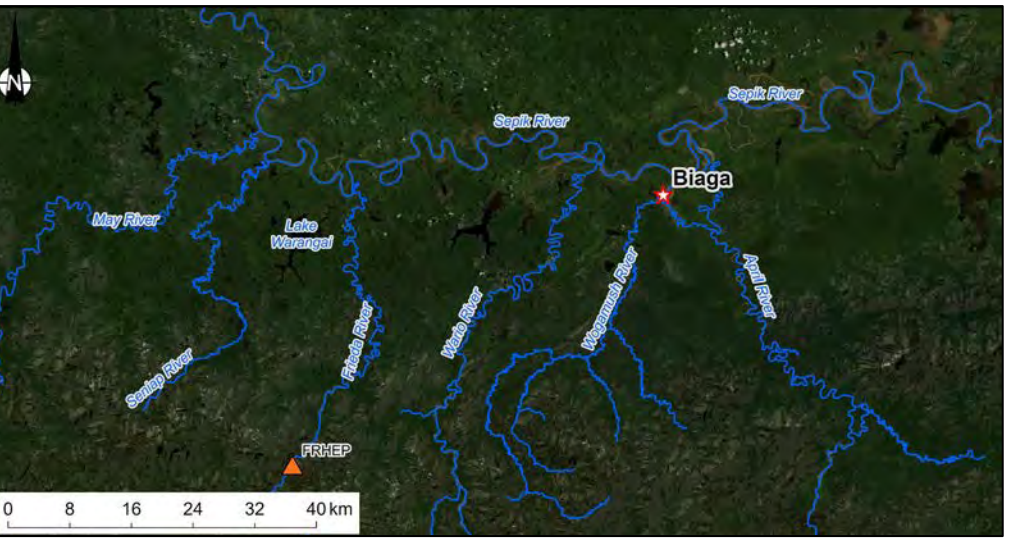 N
Sepik River
Sepik River
Biaga
May River
Lake
Warangai
April River
Wogamush River
Wario River
Frieda River
Seniap River
FRHEP
0 8 16 24 32 40 km